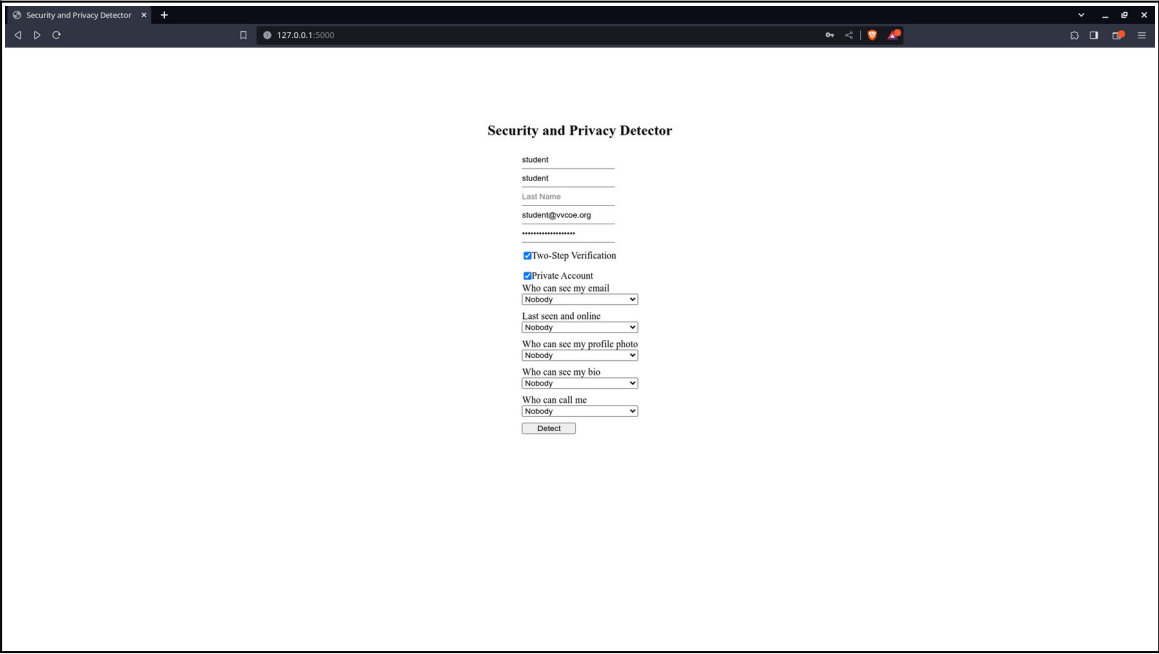 Security and Privacy Detector
127.0.0.1:5000
Security and Privacy Detector
student
student
Last Name
student@vvcoe.org
•••••••••••••••••••
Two-Step Verification
Private Account
Who can see my email
Nobody
Last seen and online
Nobody
Who can see my profile photo
Nobody
Who can see my bio
Nobody
Who can call me
Nobody
Detect